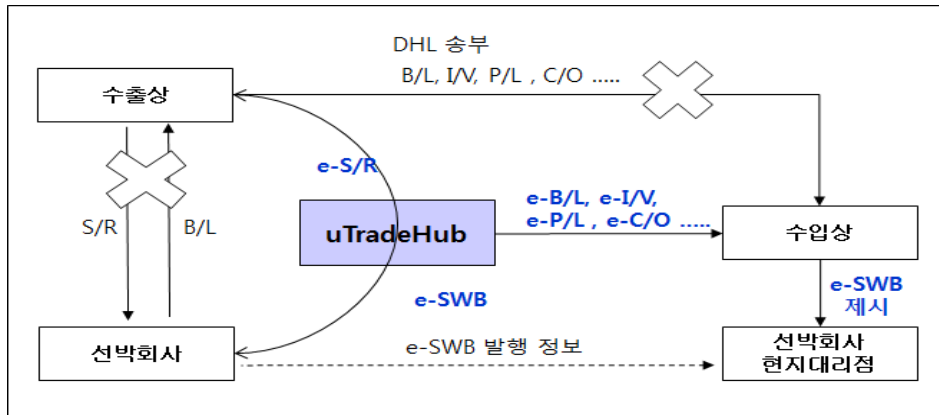 DHL 송부
B/L, I/V, P/L , C/O .....
수출상
e-S/R
S/R
B/L
uTradeHub
e-B/L, e-I/V,
e-P/L , e-C/O .....
수입상
e-SWB
e-SWB
제시
선박회사
e-SWB 발행 정보
선박회사
현지대리점